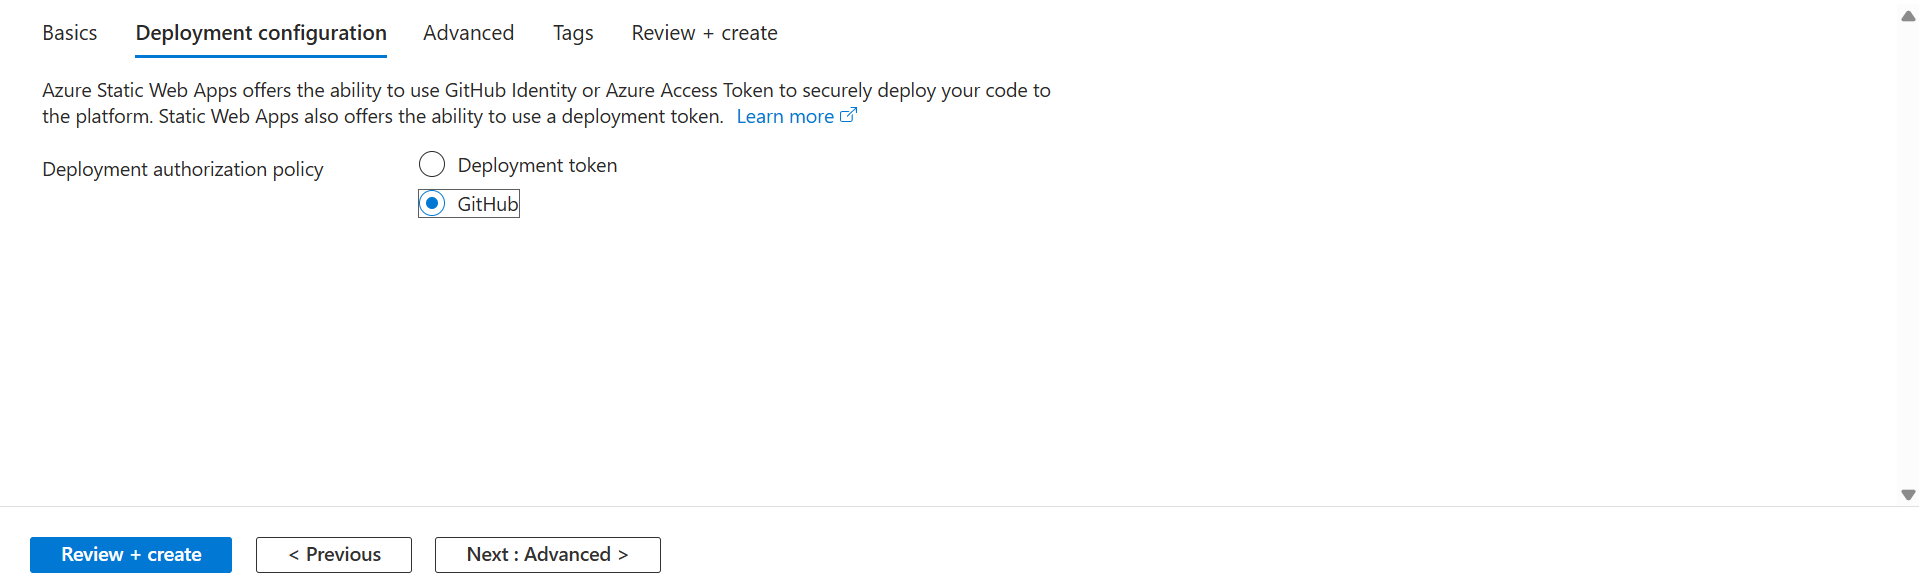 Basics Deployment configuration Advanced Tags Review + create
Azure Static Web Apps offers the ability to use GitHub Identity or Azure Access Token to securely deploy your code to
the platform. Static Web Apps also offers the ability to use a deployment token. Learn more
Deployment authorization policy
Deployment token
GitHub
Review + create < Previous Next : Advanced >